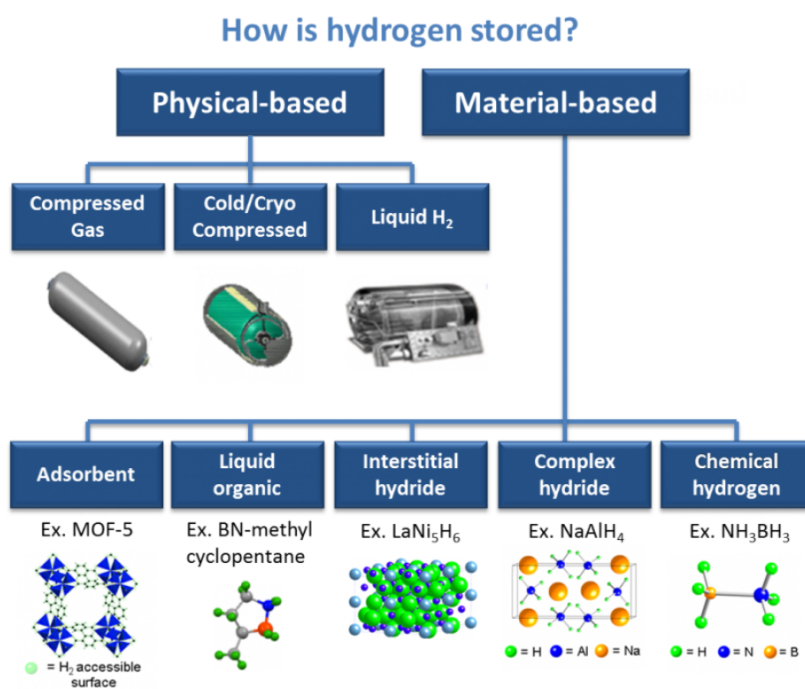 How is hydrogen stored?
Physical-based
Material-based
Compressed
Gas
Cold/Cryo
Compressed
Liquid H₂
Adsorbent
Liquid
organic
Interstitial
hydride
Complex
hydride
Chemical
hydrogen
Ex. MOF-5
Ex. BN-methyl
cyclopentane
Ex. LaNi₅H₆
Ex. NaAlH₄
Ex. NH₃BH₃
= H₂ accessible
surface
= H = Al = Na
= H = N = B